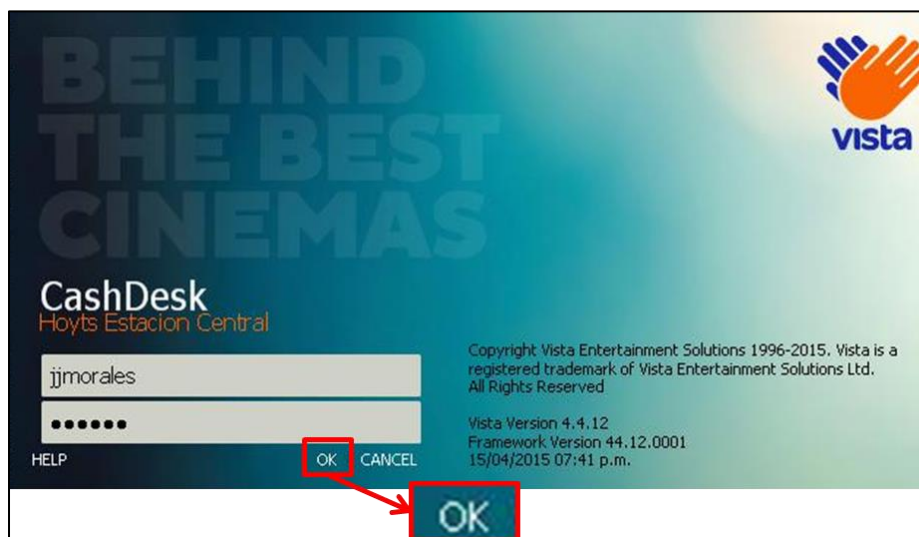 BEHIND
THE BEST
CINEMAS
vista
CashDesk
Hoyts Estacion Central
jjmorales
●●●●●●
HELP
OK
CANCEL
Copyright Vista Entertainment Solutions 1996-2015. Vista is a
registered trademark of Vista Entertainment Solutions Ltd.
All Rights Reserved
Vista Version 4.4.12
Framework Version 44.12.0001
15/04/2015 07:41 p.m.
OK